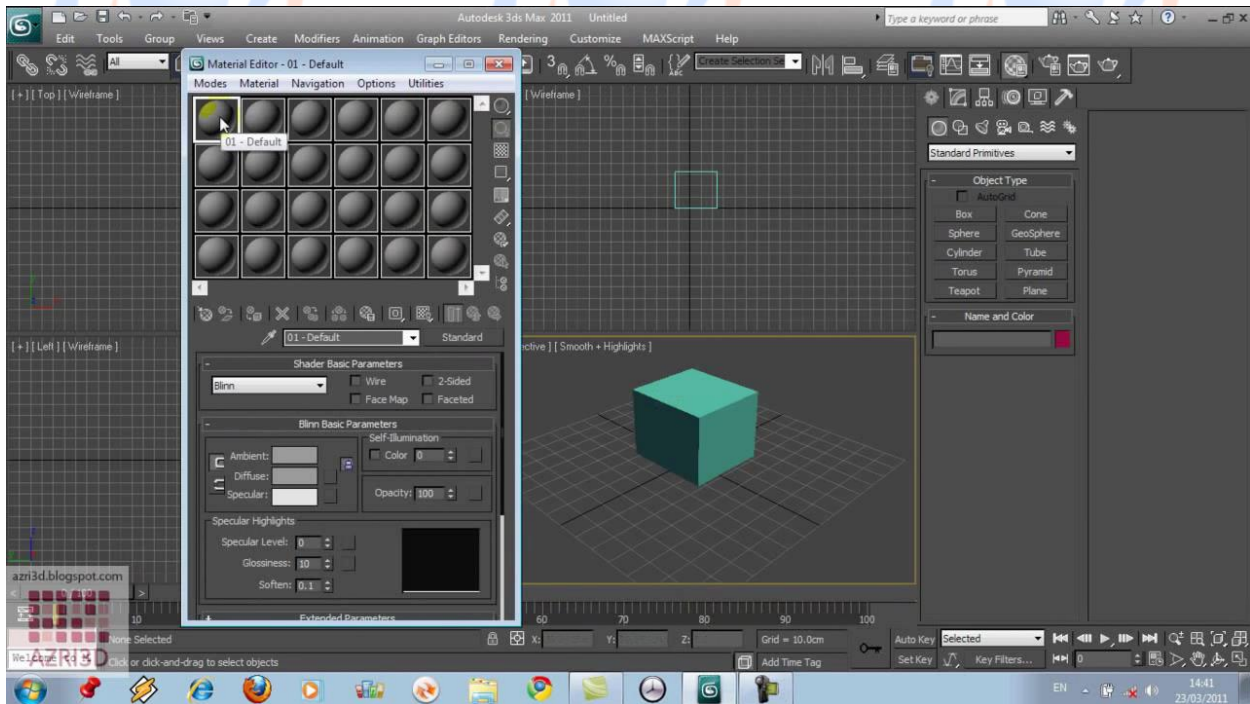 Autodesk 3ds Max 2011 Untitled
Type a keyword or phrase
Edit Tools Group Views Create Modifiers Animation Graph Editors Rendering Customize MAXScript Help
All
Create Selection Se
Material Editor - 01 - Default
Modes Material Navigation Options Utilities
[ + ] [ Top ] [ Wireframe ]
[ Wireframe ]
01 - Default
Standard Primitives
- Object Type
AutoGrid
Box Cone
Sphere GeoSphere
Cylinder Tube
Torus Pyramid
Teapot Plane
- Name and Color
01 - Default
Standard
[ + ] [ Left ] [ Wireframe ]
ective ] [ Smooth + Highlights ]
- Shader Basic Parameters
Blinn
Wire 2-Sided
Face Map Faceted
- Blinn Basic Parameters
Self-Illumination
Ambient: Color 0
Diffuse:
Specular: Opacity: 100
Specular Highlights
Specular Level: 0
Glossiness: 10
Soften: 0.1
+ Extended Parameters
azri3d.blogspot.com
0 / 100 >
10 60 70 80 90 100
None Selected
X: Y: Z: Grid = 10.0cm
Auto Key Selected
Welcome to M
AZRI3D
Click or click-and-drag to select objects
Add Time Tag
Set Key Key Filters... 0
EN
14:41
23/03/2011